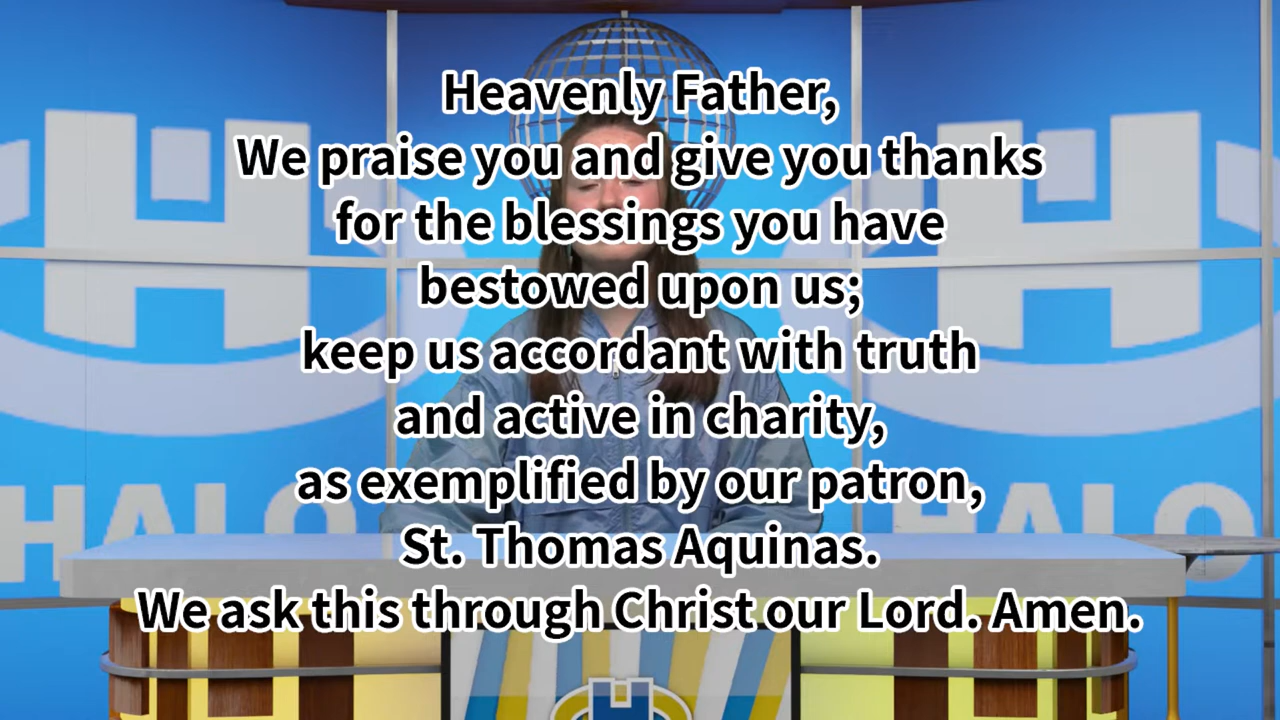 Heavenly Father,
We praise you and give you thanks
for the blessings you have
bestowed upon us;
keep us accordant with truth
and active in charity,
as exemplified by our patron,
St. Thomas Aquinas.
We ask this through Christ our Lord. Amen.
H
H
HALO
HALO